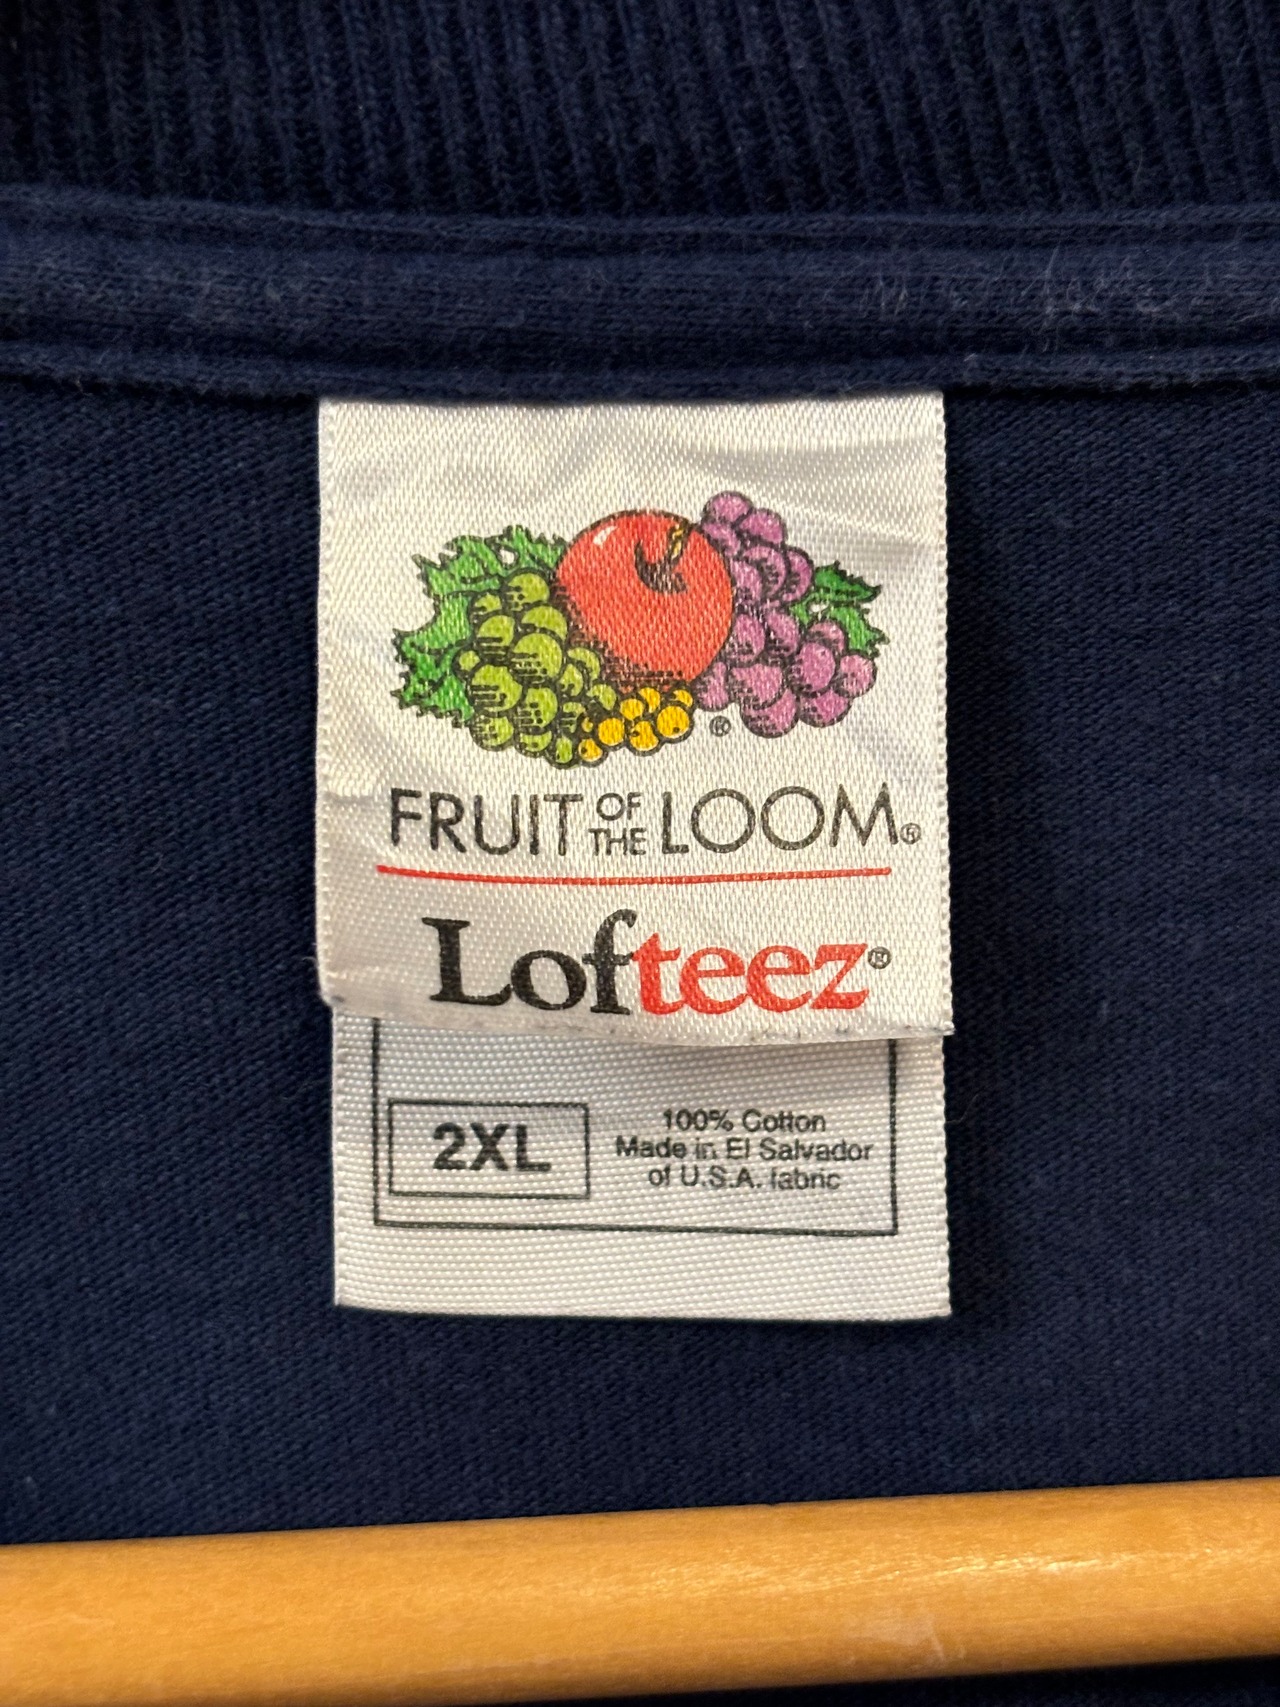 ®
FRUIT OF THE LOOM®
Lofteez®
2XL
100% Cotton
Made in El Salvador
of U.S.A. fabric